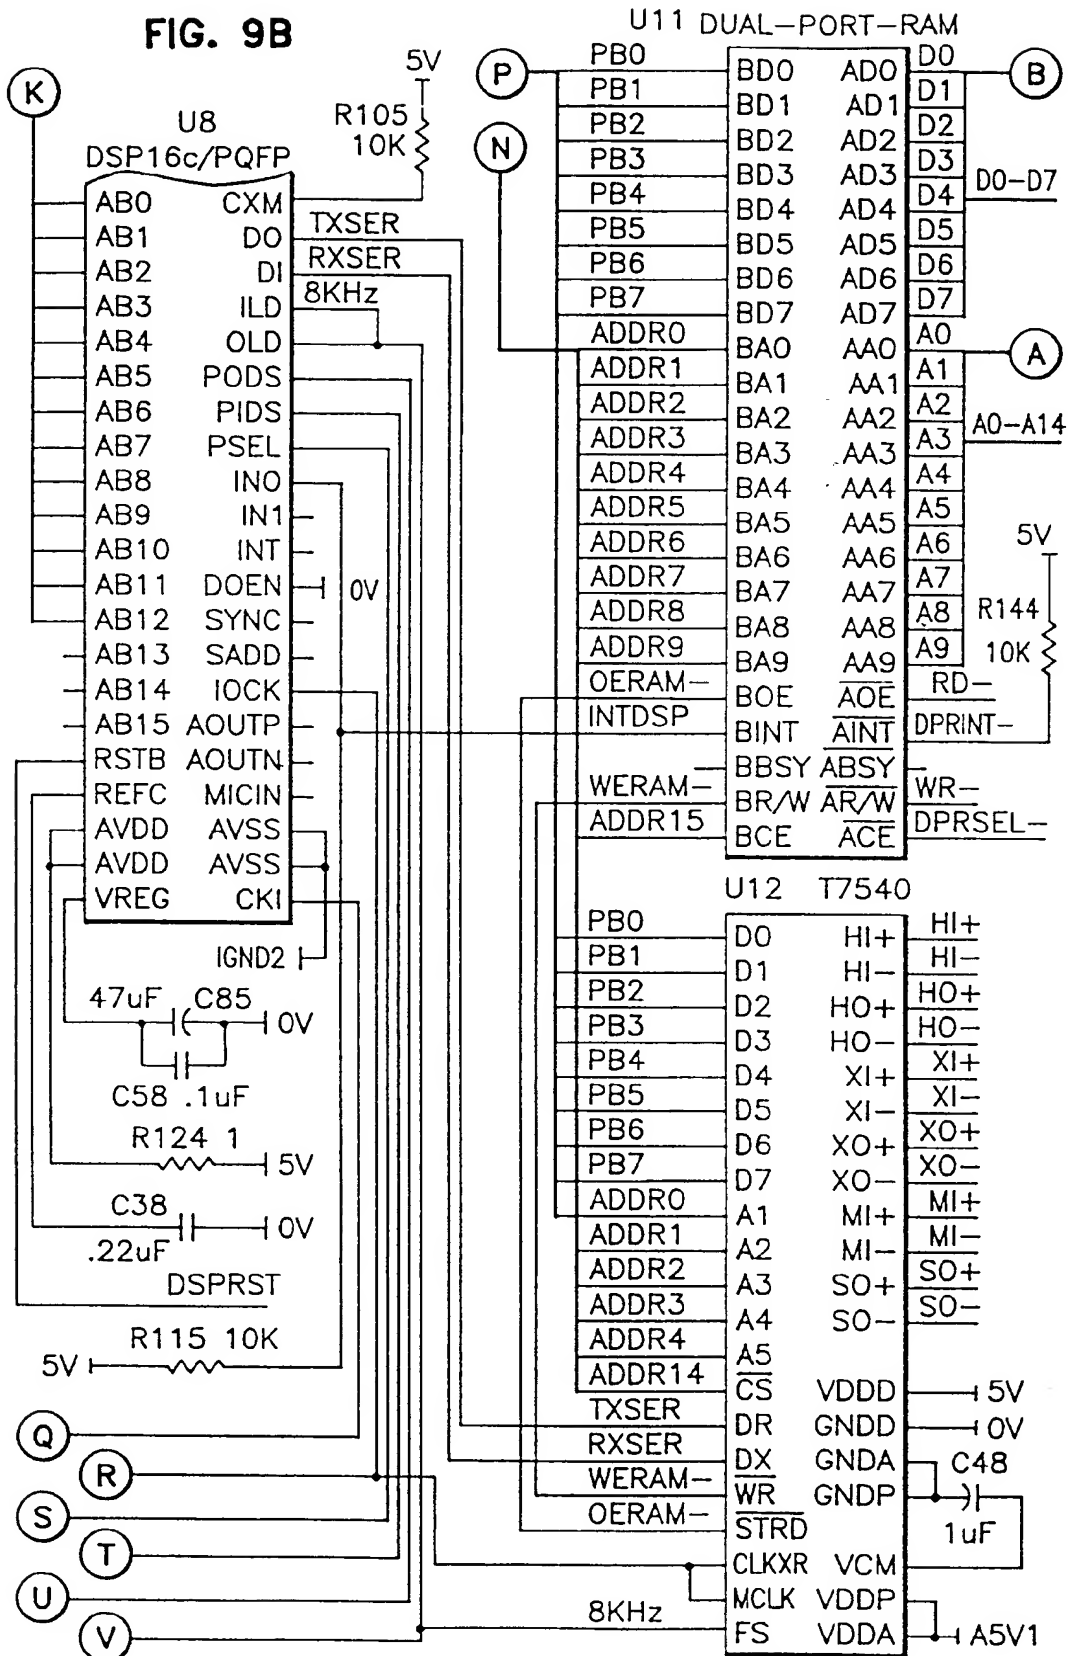 FIG. 9B
K
U8
DSP16c/PQFP
5V
R105
10K
AB0 CXM
AB1 DO TXSER
AB2 DI RXSER
AB3 ILD 8KHz
AB4 OLD
AB5 PODS
AB6 PIDS
AB7 PSEL
AB8 INO
AB9 IN1
AB10 INT
AB11 DOEN 0V
AB12 SYNC
AB13 SADD
AB14 IOCK
AB15 AOUTP
RSTB AOUTN
REFC MICIN
AVDD AVSS
AVDD AVSS
VREG CKI
IGND2
47uF C85 0V
C58 .1uF
R124 1
5V
C38
0V
.22uF
DSPRST
R115 10K
5V
Q
R
S
T
U
V
U11 DUAL-PORT-RAM
P
N
PB0 BD0 AD0 D0 B
PB1 BD1 AD1 D1
PB2 BD2 AD2 D2
PB3 BD3 AD3 D3 D0-D7
PB4 BD4 AD4 D4
PB5 BD5 AD5 D5
PB6 BD6 AD6 D6
PB7 BD7 AD7 D7
ADDR0 BA0 AA0 A0 A
ADDR1 BA1 AA1 A1
ADDR2 BA2 AA2 A2
ADDR3 BA3 AA3 A3 A0-A14
ADDR4 BA4 AA4 A4
ADDR5 BA5 AA5 A5
ADDR6 BA6 AA6 A6
ADDR7 BA7 AA7 A7
ADDR8 BA8 AA8 A8
ADDR9 BA9 AA9 A9
5V
R144
10K
OERAM- BOE AOE RD-
INTDSP BINT AINT DPRINT-
BBSY ABSY
WERAM- BR/W AR/W WR-
ADDR15 BCE ACE DPRSEL-
U12 T7540
PB0 D0 HI+ HI+
PB1 D1 HI- HI-
PB2 D2 HO+ HO+
PB3 D3 HO- HO-
PB4 D4 XI+ XI+
PB5 D5 XI- XI-
PB6 D6 XO+ XO+
PB7 D7 XO- XO-
ADDR0 A1 MI+ MI+
ADDR1 A2 MI- MI-
ADDR2 A3 SO+ SO+
ADDR3 A4 SO- SO-
ADDR4 A5
ADDR14 CS VDDD 5V
TXSER DR GNDD 0V
RXSER DX GNDA C48
WERAM- WR GNDP
OERAM- STRD 1uF
CLKXR VCM
MCLK VDDP
8KHz FS VDDA A5V1